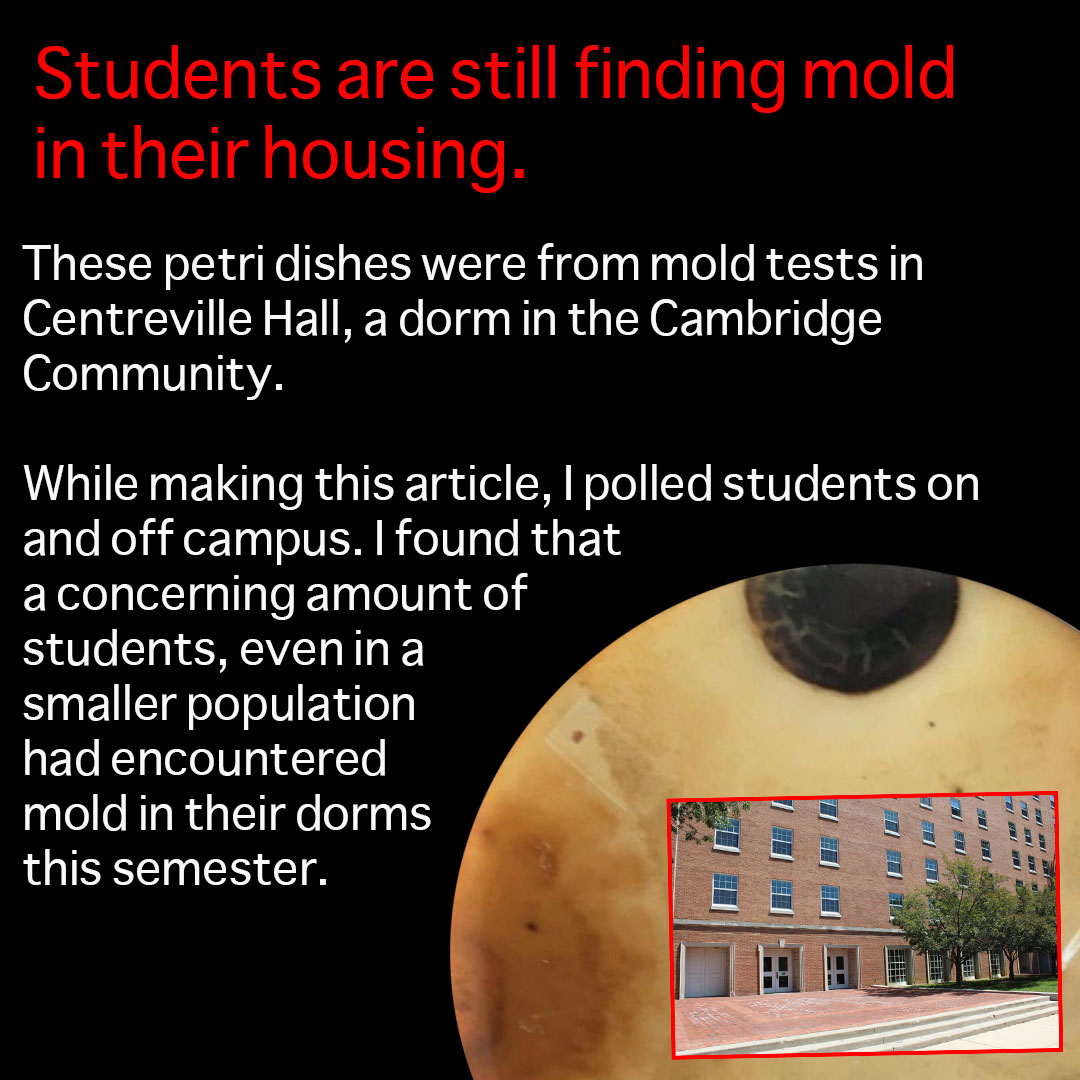 Students are still finding mold
in their housing.
These petri dishes were from mold tests in
Centreville Hall, a dorm in the Cambridge
Community.
While making this article, I polled students on
and off campus. I found that
a concerning amount of
students, even in a
smaller population
had encountered
mold in their dorms
this semester.